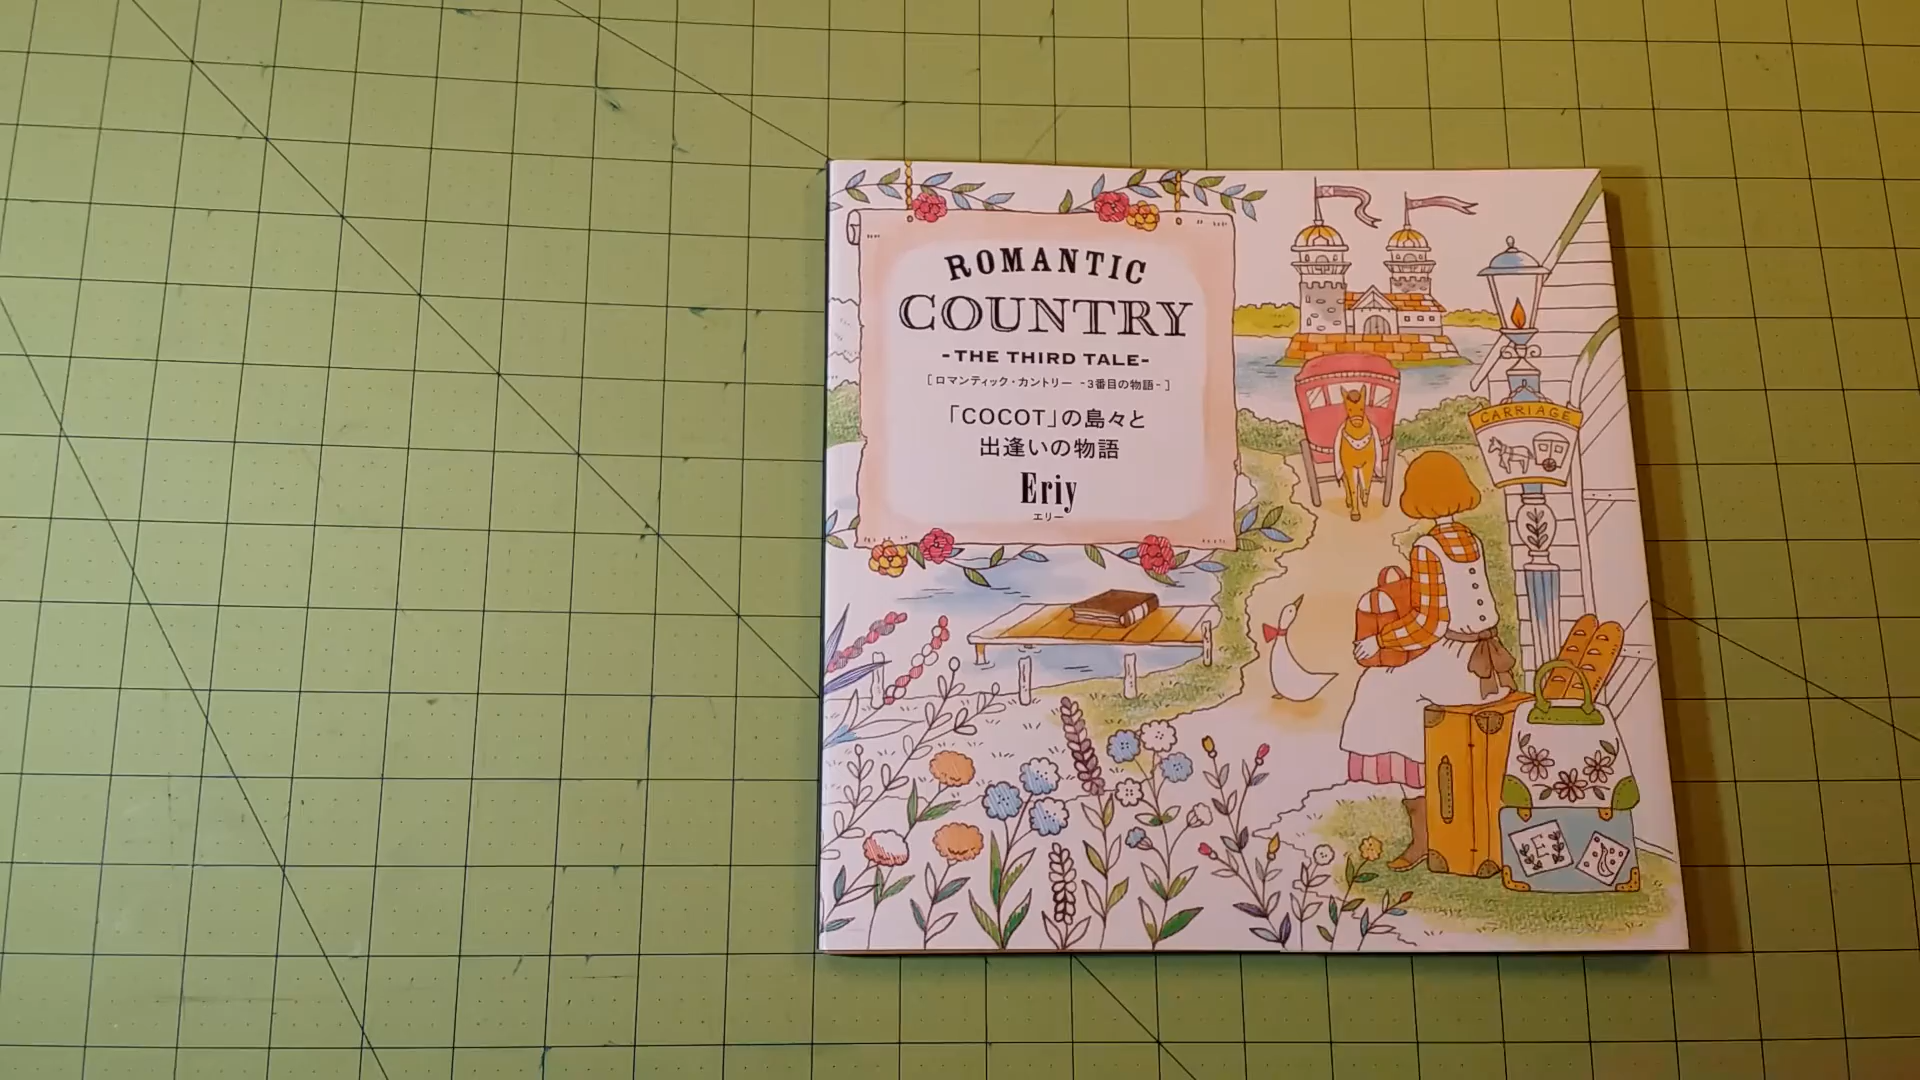 ROMANTIC
COUNTRY
-THE THIRD TALE-
[ロマンティック・カントリー -3番目の物語-]
「COCOT」の島々と
出逢いの物語
Eriy
エリー
CARRIAGE